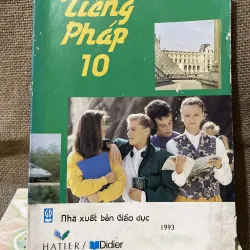 Tiếng
Pháp
10
Nhà xuất bản Giáo dục
1993
HATIER / Didier